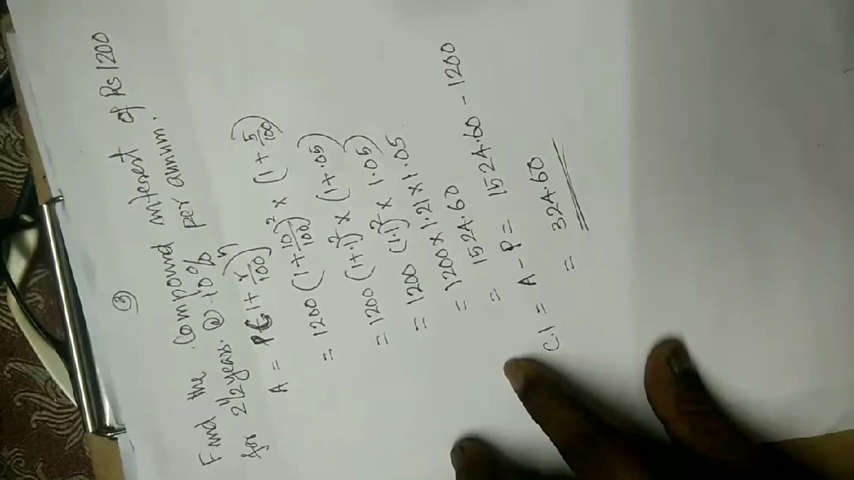 ③
Find the Compound interest of Rs 1200
for 2 1/2 years @ 10% per annum.
A = P(1+r/100)^n
= 1200(1+10/100)^2 x (1+5/100)
= 1200 (1+.1)^2 x (1+.05)
= 1200 (1.1)^2 x (1.05)
= 1200 x 1.21 x 1.05
= 1524.60
C.I = A - P = 1524.60 - 1200
= 324.60